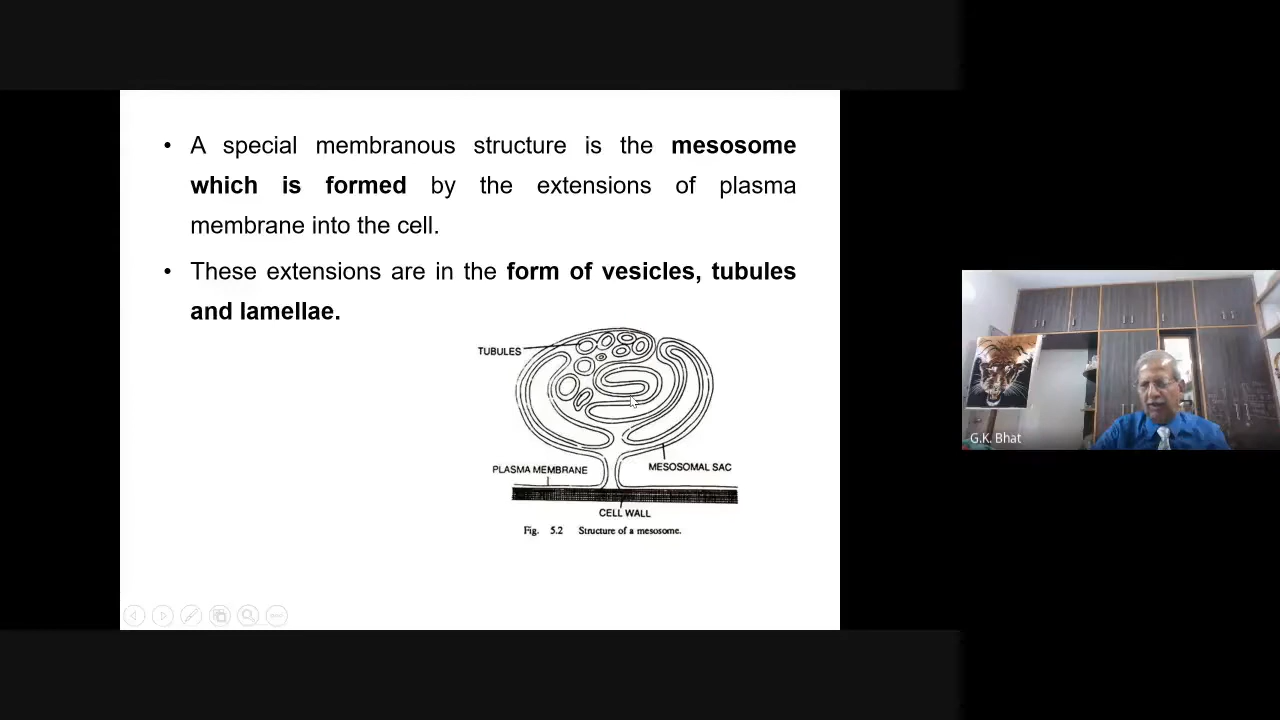 • A special membranous structure is the mesosome
which is formed by the extensions of plasma
membrane into the cell.
• These extensions are in the form of vesicles, tubules
and lamellae.
TUBULES
PLASMA MEMBRANE
MESOSOMAL SAC
CELL WALL
Fig. 5.2 Structure of a mesosome.
G.K. Bhat